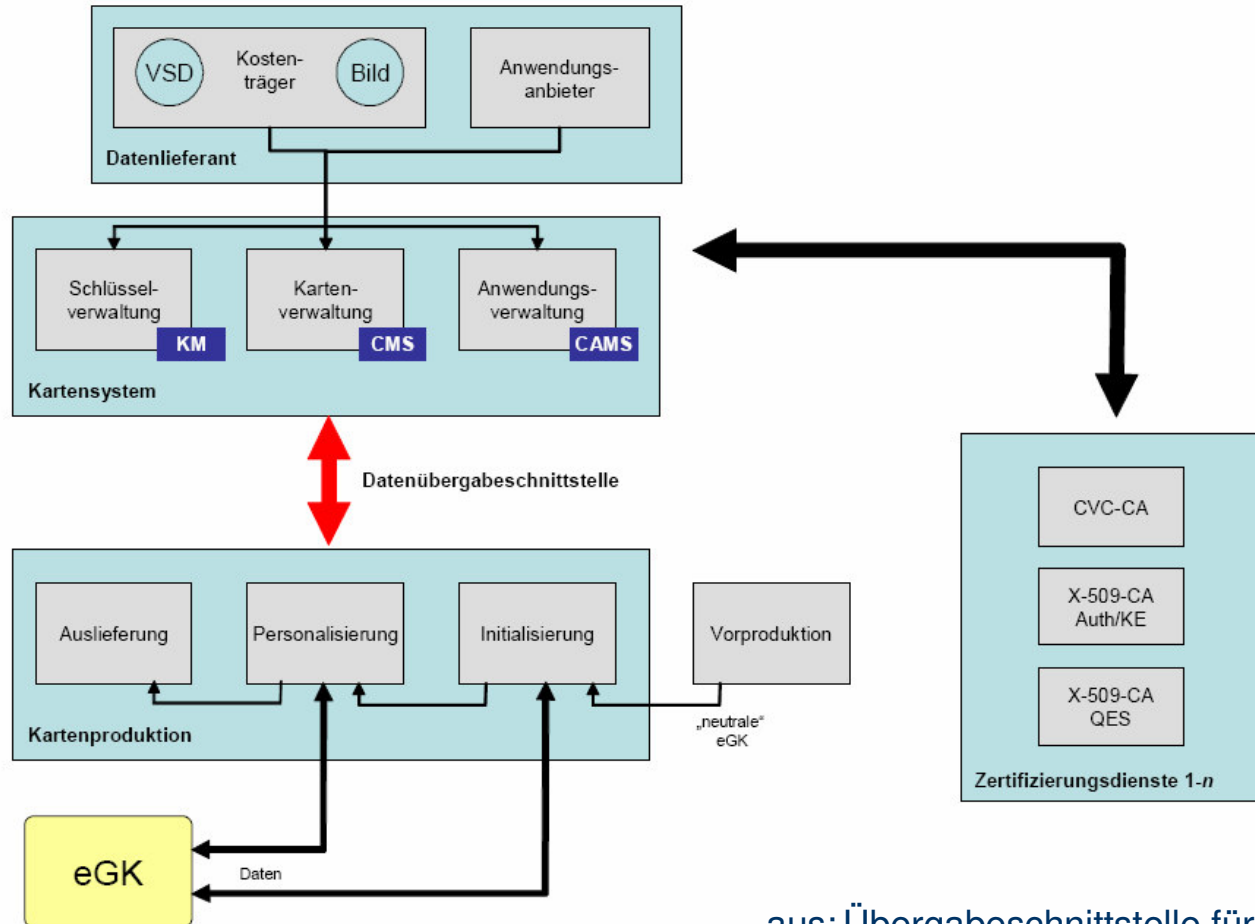 VSD
Kosten-
träger
Bild
Anwendungs-
anbieter
Datenlieferant
Schlüssel-
verwaltung
KM
Karten-
verwaltung
CMS
Anwendungs-
verwaltung
CAMS
Kartensystem
Datenübergabeschnittstelle
CVC-CA
X-509-CA
Auth/KE
X-509-CA
QES
Zertifizierungsdienste 1-n
Auslieferung
Personalisierung
Initialisierung
Vorproduktion
„neutrale“
eGK
Kartenproduktion
eGK
Daten
aus: Übergabeschnittstelle für